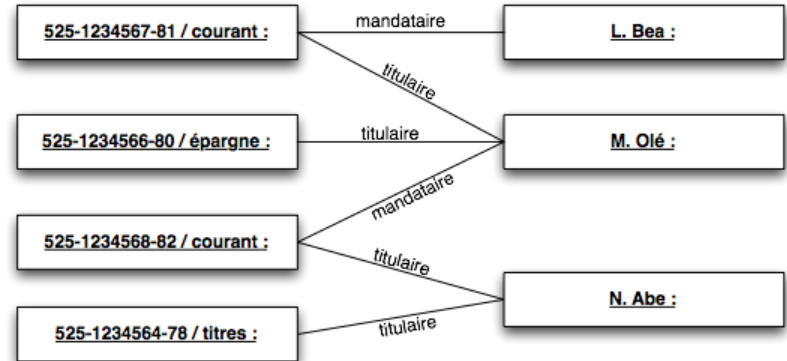 525-1234567-81 / courant :
mandataire
L. Bea :
titulaire
525-1234566-80 / épargne :
titulaire
M. Olé :
mandataire
525-1234568-82 / courant :
titulaire
N. Abe :
525-1234564-78 / titres :
titulaire